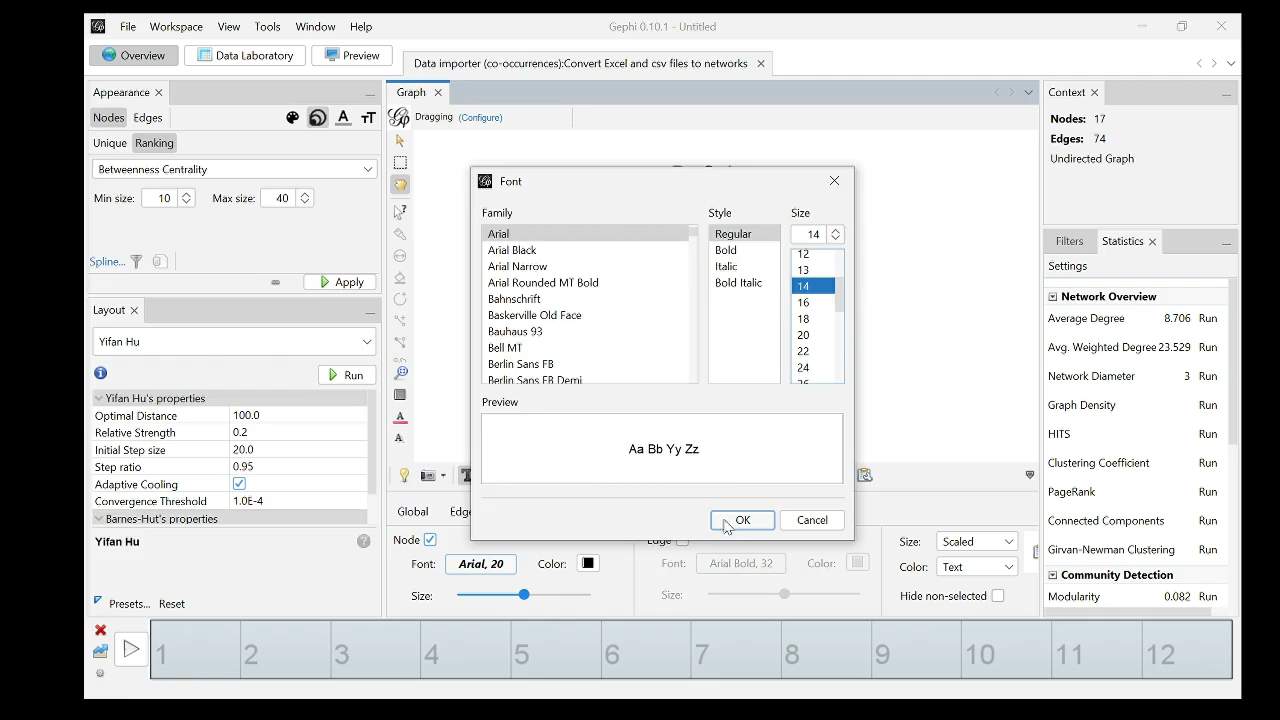 File Workspace View Tools Window Help Gephi 0.10.1 - Untitled
Overview Data Laboratory Preview Data importer (co-occurrences):Convert Excel and csv files to networks
Appearance
Nodes Edges
Unique Ranking
Betweenness Centrality
Min size: 10 Max size: 40
Spline...
Apply
Layout
Yifan Hu
Run
Yifan Hu's properties
Optimal Distance 100.0
Relative Strength 0.2
Initial Step size 20.0
Step ratio 0.95
Adaptive Cooling
Convergence Threshold 1.0E-4
Barnes-Hut's properties
Yifan Hu
Presets... Reset
Graph
Dragging (Configure)
Font
Family Style Size
14
Arial
Arial Black
Arial Narrow
Arial Rounded MT Bold
Bahnschrift
Baskerville Old Face
Bauhaus 93
Bell MT
Berlin Sans FB
Berlin Sans FB Demi
Regular
Bold
Italic
Bold Italic
12
13
14
16
18
20
22
24
26
Preview
Aa Bb Yy Zz
OK Cancel
Global Edge
Node
Font: Arial, 20 Color:
Size:
Edge
Font: Arial Bold, 32 Color:
Size:
Size: Scaled
Color: Text
Hide non-selected
Context
Nodes: 17
Edges: 74
Undirected Graph
Filters Statistics
Settings
Network Overview
Average Degree 8.706 Run
Avg. Weighted Degree 23.529 Run
Network Diameter 3 Run
Graph Density Run
HITS Run
Clustering Coefficient Run
PageRank Run
Connected Components Run
Girvan-Newman Clustering Run
Community Detection
Modularity 0.082 Run
1 2 3 4 5 6 7 8 9 10 11 12